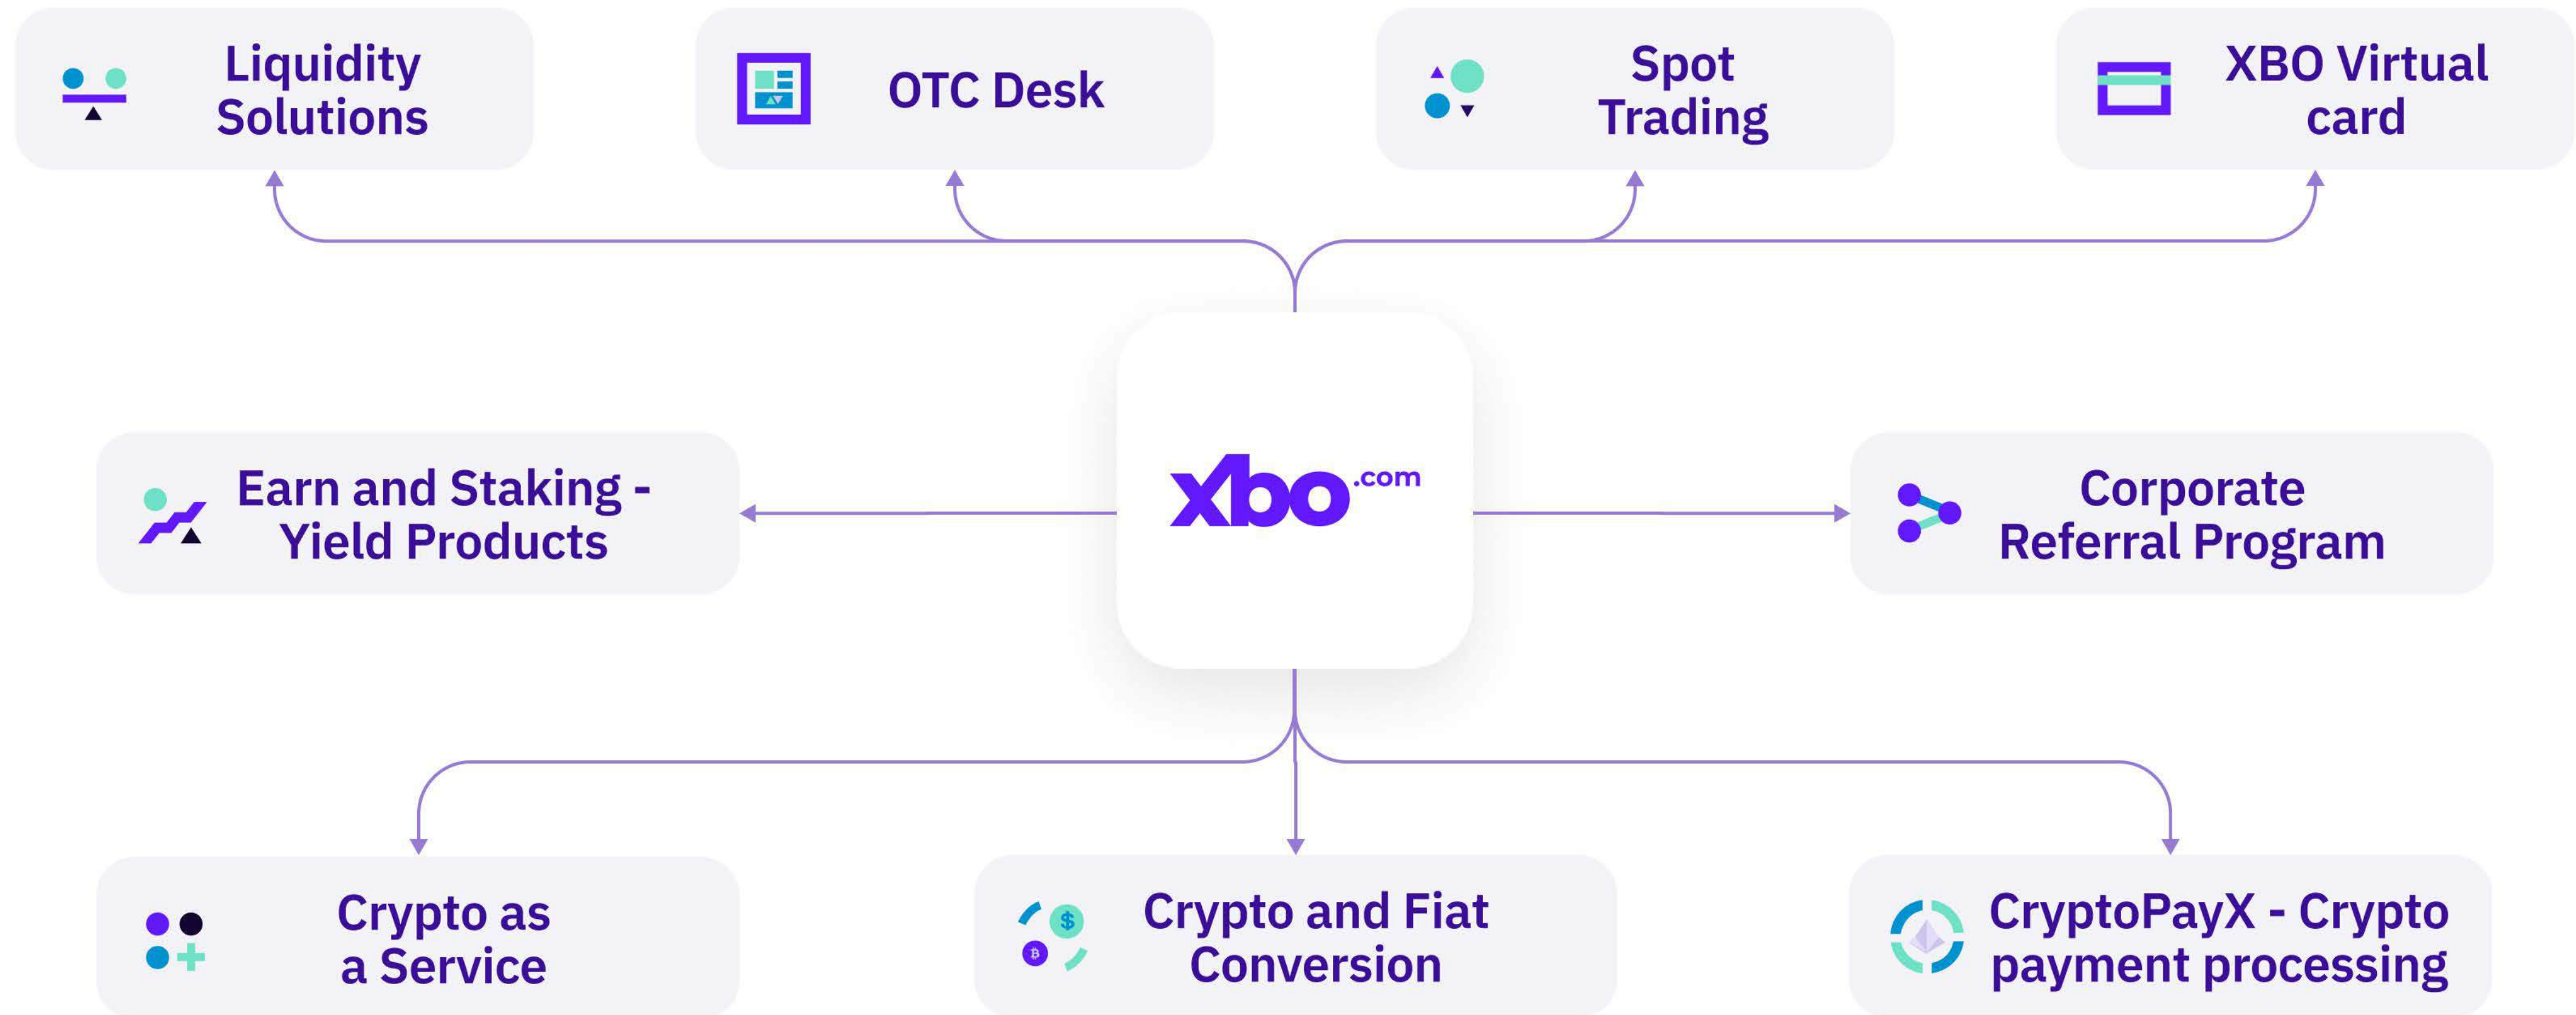 Liquidity
Solutions
OTC Desk
Spot
Trading
XBO Virtual
card
Earn and Staking -
Yield Products
xbo.com
Corporate
Referral Program
Crypto as
a Service
$
₿
Crypto and Fiat
Conversion
CryptoPayX - Crypto
payment processing